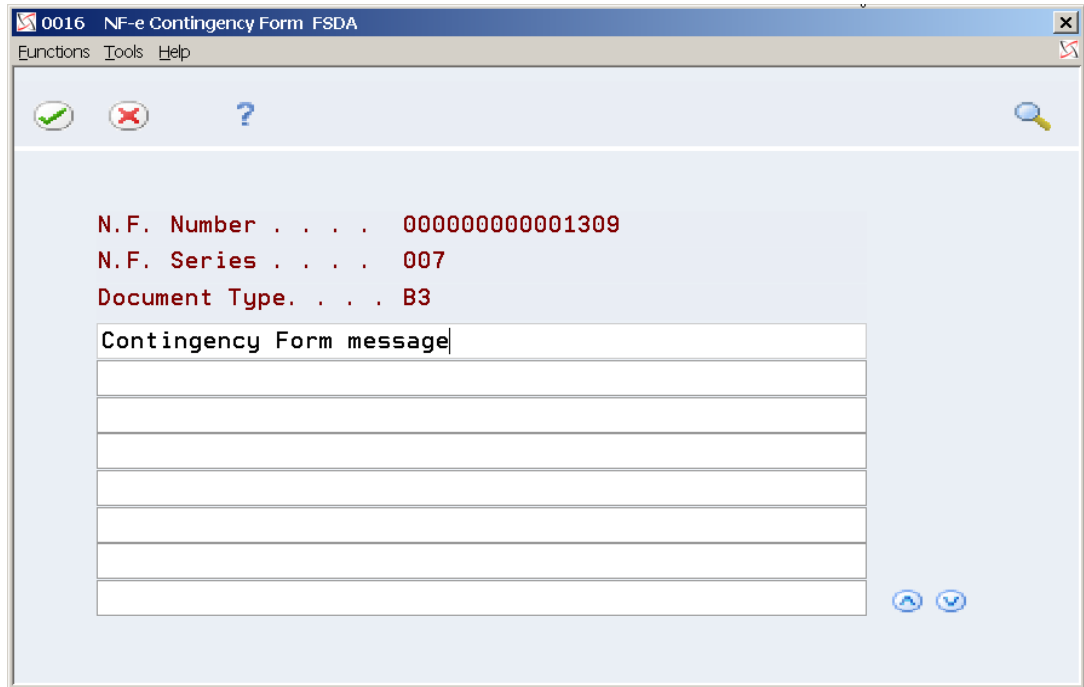 0016 NF-e Contingency Form FSDA
Functions Tools Help
?
N.F. Number . . . . 000000000001309
N.F. Series . . . . 007
Document Type. . . . B3
Contingency Form message